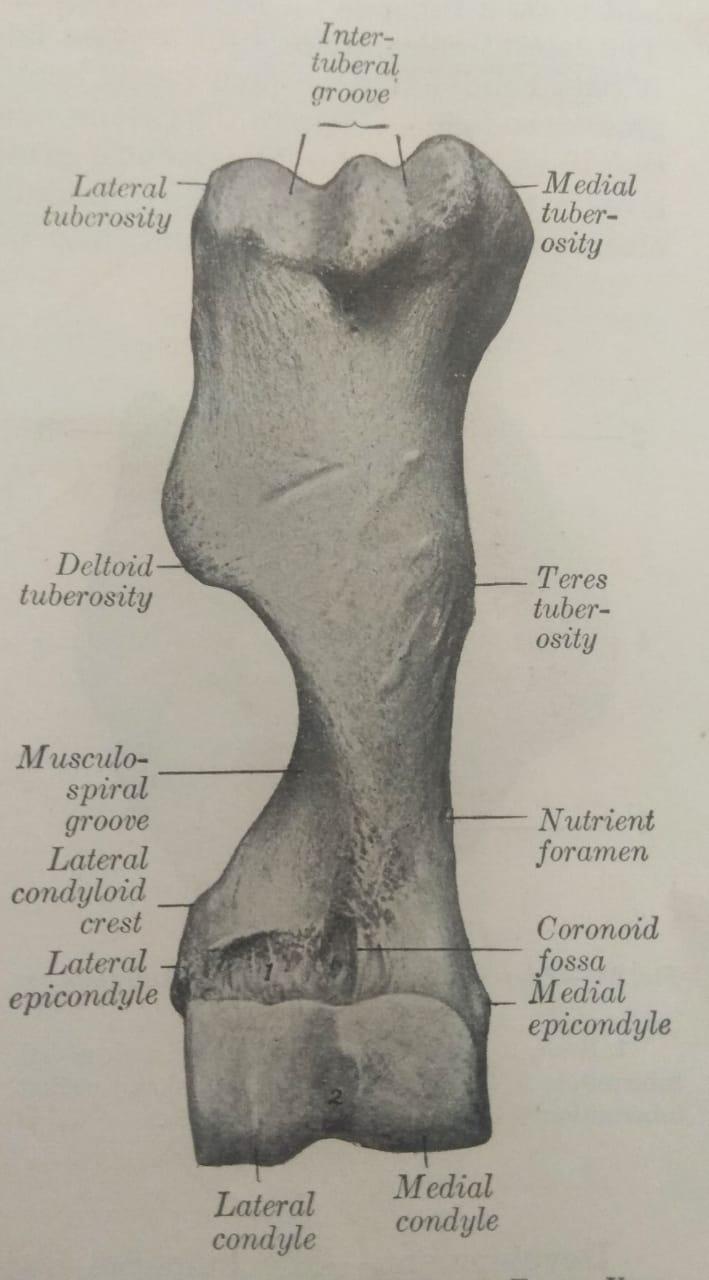 Inter-
tuberal
groove
Lateral
tuberosity
Medial
tuber-
osity
Deltoid
tuberosity
Teres
tuber-
osity
Musculo-
spiral
groove
Nutrient
foramen
Lateral
condyloid
crest
Coronoid
fossa
Lateral
epicondyle
Medial
epicondyle
1
2
Lateral
condyle
Medial
condyle